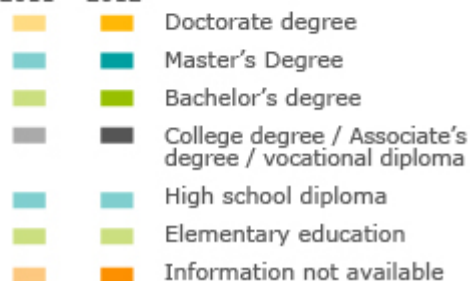 Doctorate degree
Master's Degree
Bachelor's degree
College degree / Associate's
degree / vocational diploma
High school diploma
Elementary education
Information not available